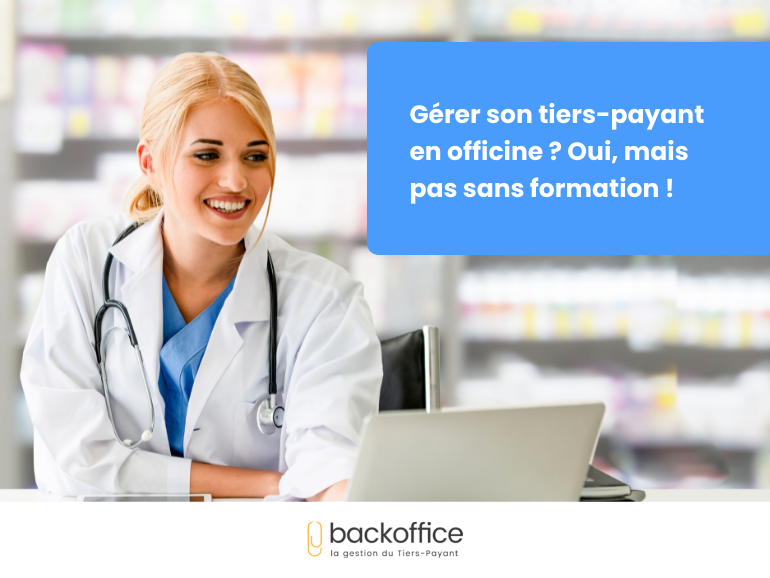 Gérer son tiers-payant
en officine ? Oui, mais
pas sans formation !
backoffice
la gestion du Tiers-Payant